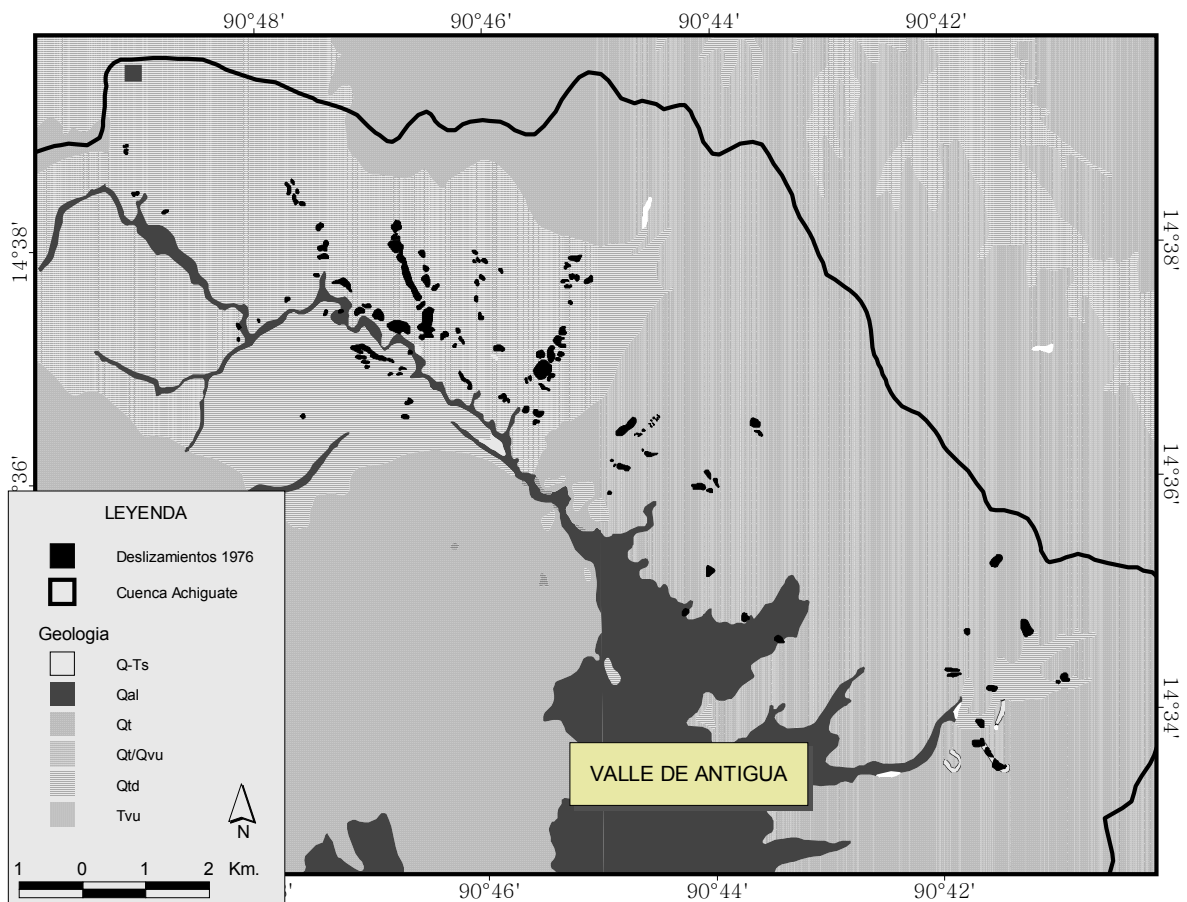 90°48' 90°46' 90°44' 90°42'
14°38' 14°38'
°36' 14°36'
14°34'
LEYENDA
Deslizamientos 1976
Cuenca Achiguate
Geologia
Q-Ts
Qal
Qt
Qt/Qvu
Qtd
Tvu
N
1 0 1 2 Km.
VALLE DE ANTIGUA
90°46' 90°44' 90°42'